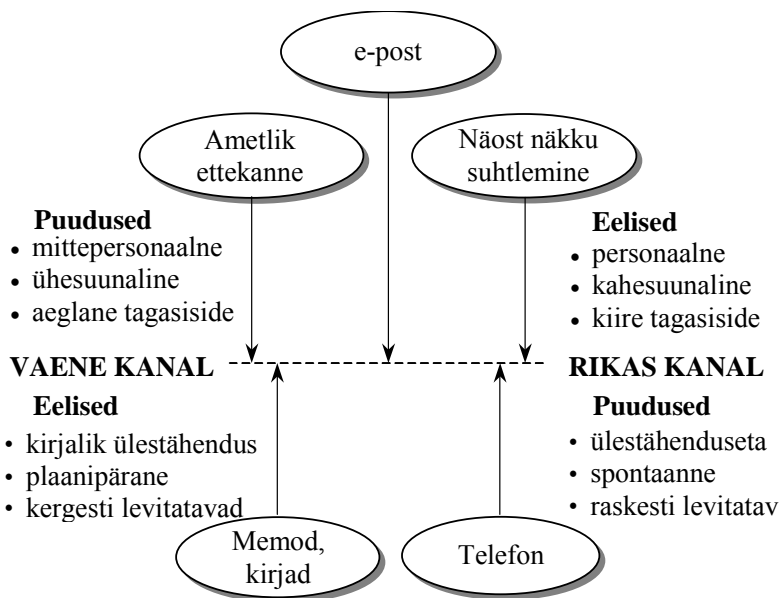 e-post
Ametlik
ettekanne
Näost näkku
suhtlemine
Puudused
• mittepersonaalne
• ühesuunaline
• aeglane tagasiside
Eelised
• personaalne
• kahesuunaline
• kiire tagasiside
VAENE KANAL
RIKAS KANAL
Eelised
• kirjalik ülestähendus
• plaanipärane
• kergesti levitatavad
Puudused
• ülestähenduseta
• spontaanne
• raskesti levitatav
Memod,
kirjad
Telefon